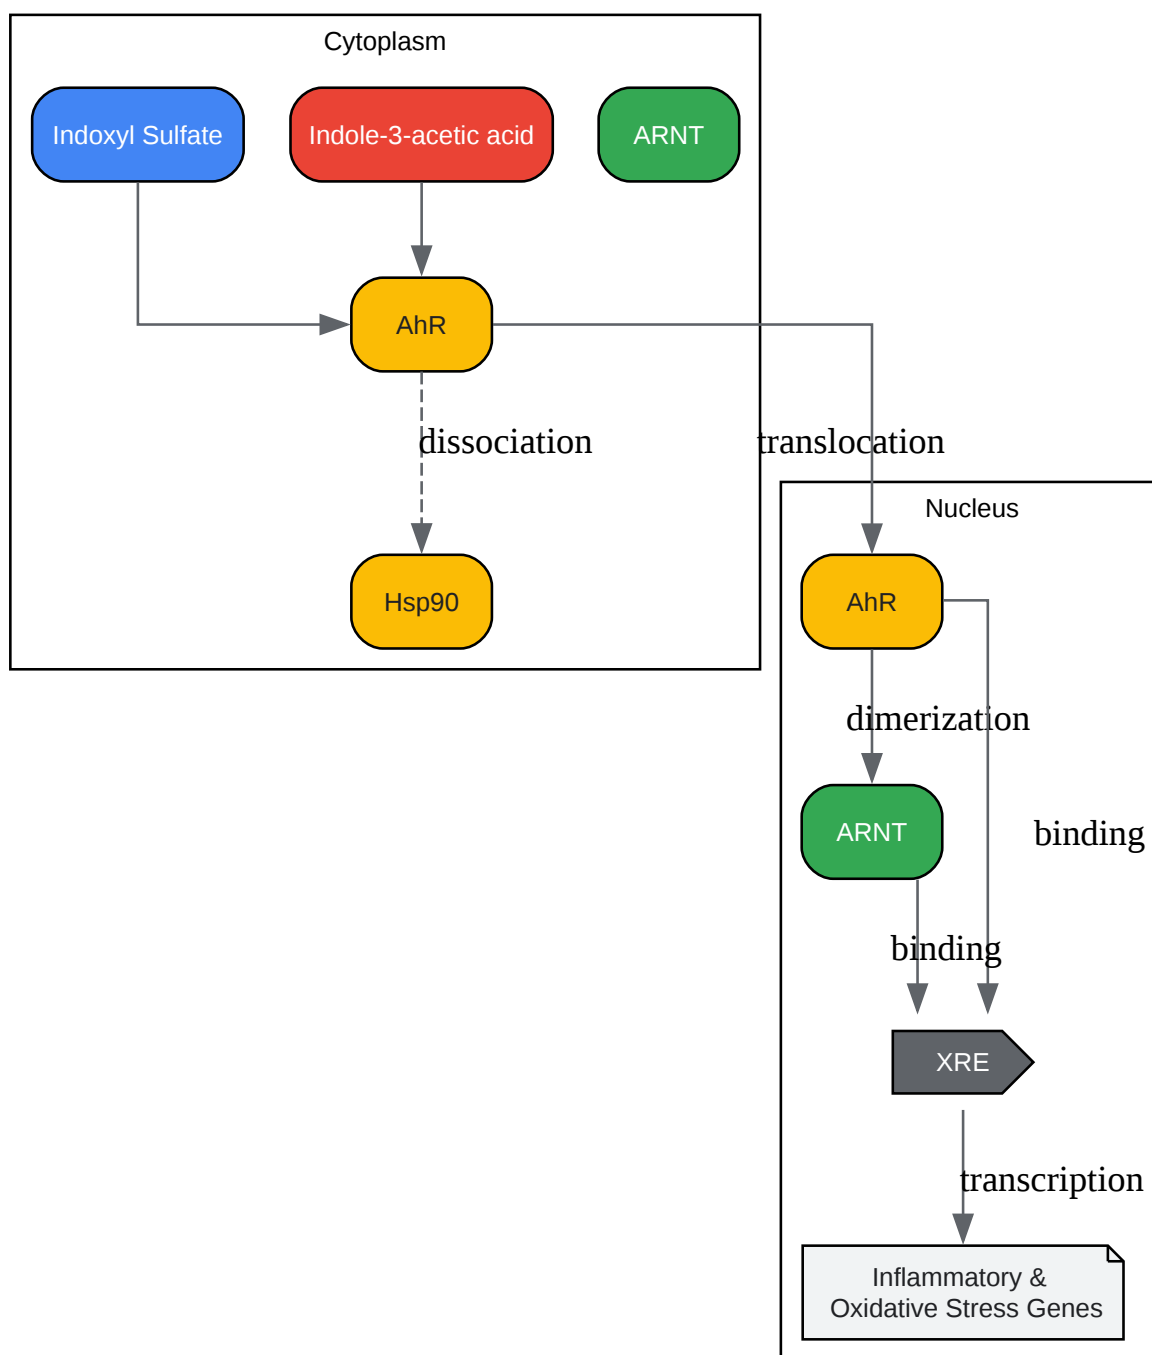 Cytoplasm
Indoxyl Sulfate
Indole-3-acetic acid
ARNT
AhR
dissociation
translocation
Hsp90
Nucleus
AhR
dimerization
ARNT
binding
binding
XRE
transcription
Inflammatory &
Oxidative Stress Genes